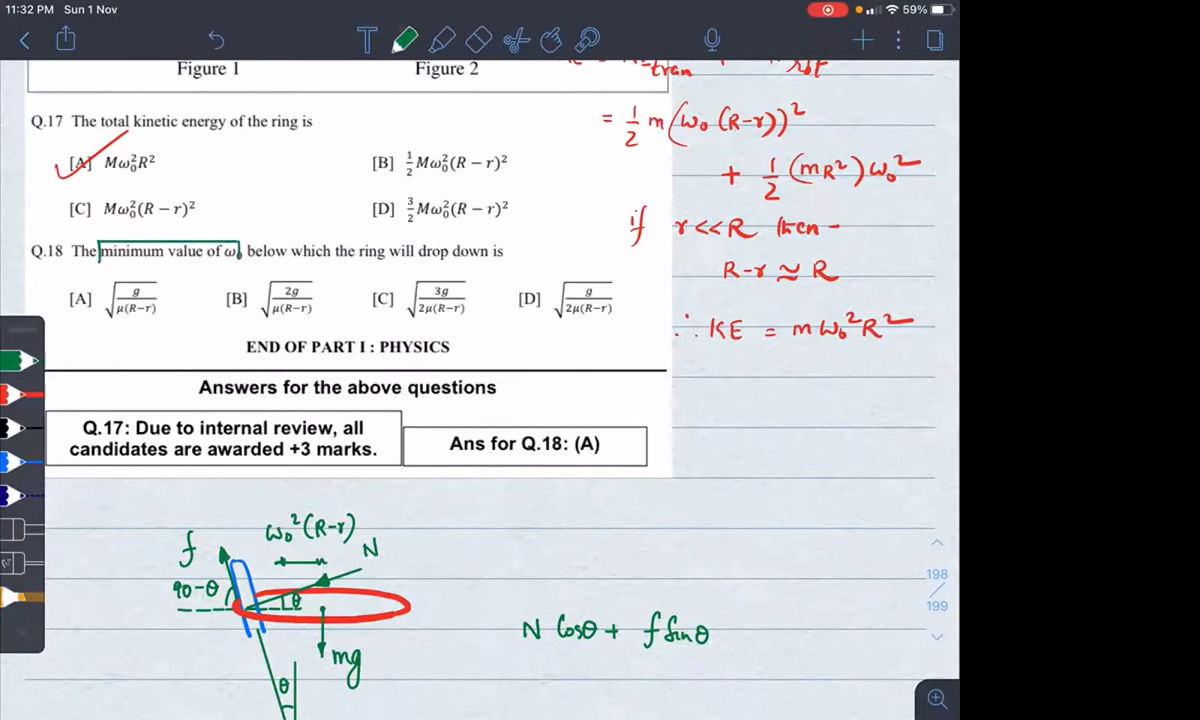 11:32 PM Sun 1 Nov
59%
Figure 1 Figure 2
tran rot
Q.17 The total kinetic energy of the ring is
[A] Mω₀²R²
[B] ½Mω₀²(R − r)²
[C] Mω₀²(R − r)²
[D] 3/2 Mω₀²(R − r)²
Q.18 The minimum value of ω₀ below which the ring will drop down is
[A] √(g/μ(R−r)) [B] √(2g/μ(R−r)) [C] √(3g/2μ(R−r)) [D] √(g/2μ(R−r))
END OF PART I : PHYSICS
Answers for the above questions
Q.17: Due to internal review, all
candidates are awarded +3 marks.
Ans for Q.18: (A)
= 1/2 m(ω₀(R-r))²
+ 1/2 (mR²)ω₀²
if r<<R then -
R-r ≈ R
∴ KE = mω₀²R²
ω₀²(R-r)
f
N
90-θ
θ
mg
θ
N cosθ + f sinθ
198
199